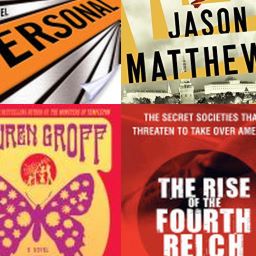 EL
ERSONAL
JASON
MATTHEW
BESTSELLING AUTHOR OF THE MONSTERS OF TEMPLETON
UREN GROFF
A NOVEL
THE SECRET SOCIETIES THA
THREATEN TO TAKE OVER AME
THE RISE
OF THE
FOURTH
REICH